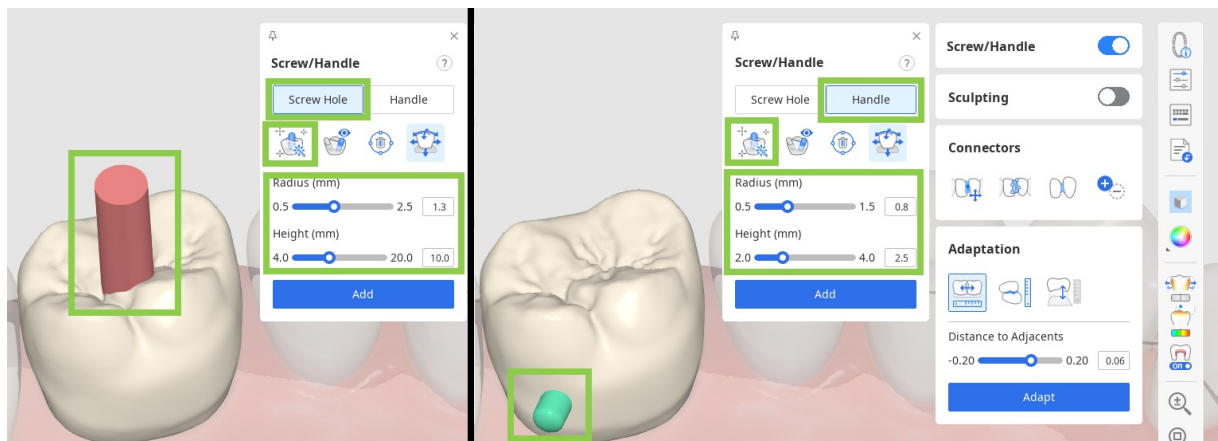 Screw/Handle
?
Screw Hole
Handle
Radius (mm)
0.5
2.5
1.3
Height (mm)
4.0
20.0
10.0
Add
Screw/Handle
?
Screw Hole
Handle
Radius (mm)
0.5
1.5
0.8
Height (mm)
2.0
4.0
2.5
Add
Screw/Handle
Sculpting
Connectors
Adaptation
Distance to Adjacents
-0.20
0.20
0.06
Adapt
ON